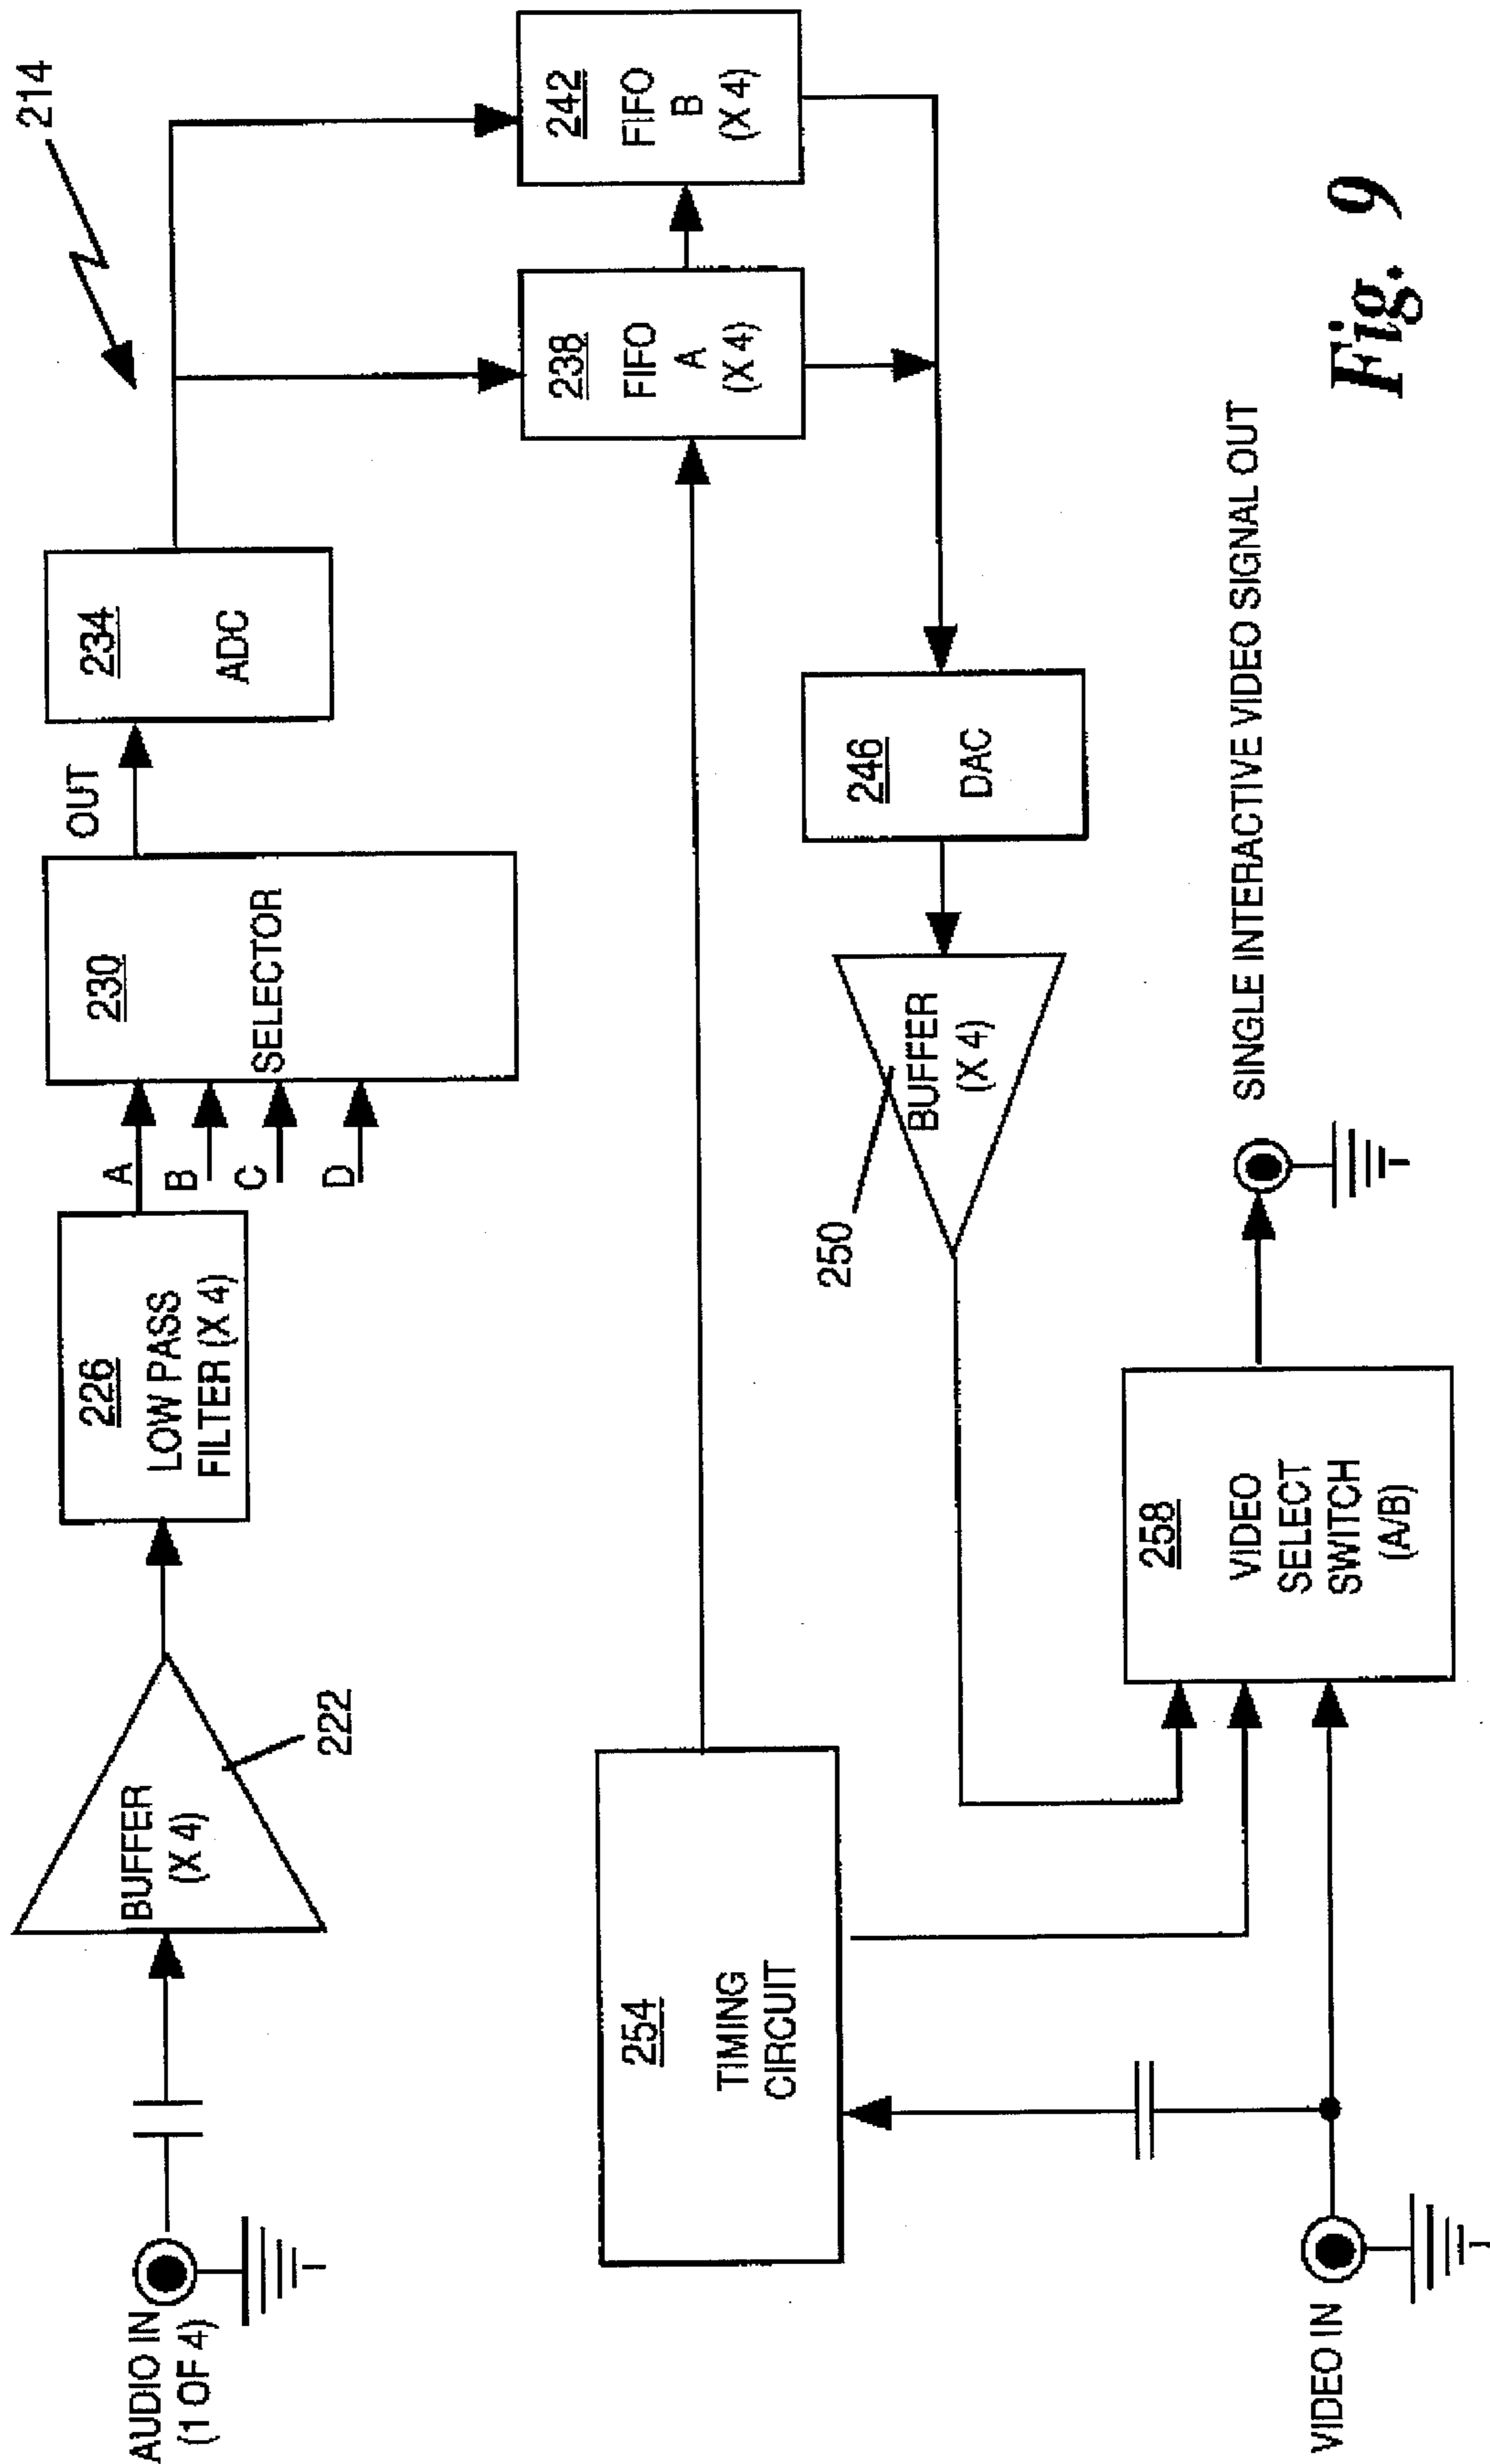 214
AUDIO IN
(1 OF 4)
BUFFER
(X 4)
222
226
LOW PASS
FILTER (X 4)
A
B
C
D
230
SELECTOR
OUT
234
ADC
238
FIFO
A
(X 4)
242
FIFO
B
(X 4)
254
TIMING
CIRCUIT
250
BUFFER
(X 4)
246
DAC
VIDEO IN
258
VIDEO
SELECT
SWITCH
(A/B)
SINGLE INTERACTIVE VIDEO SIGNAL OUT
Fig. 9